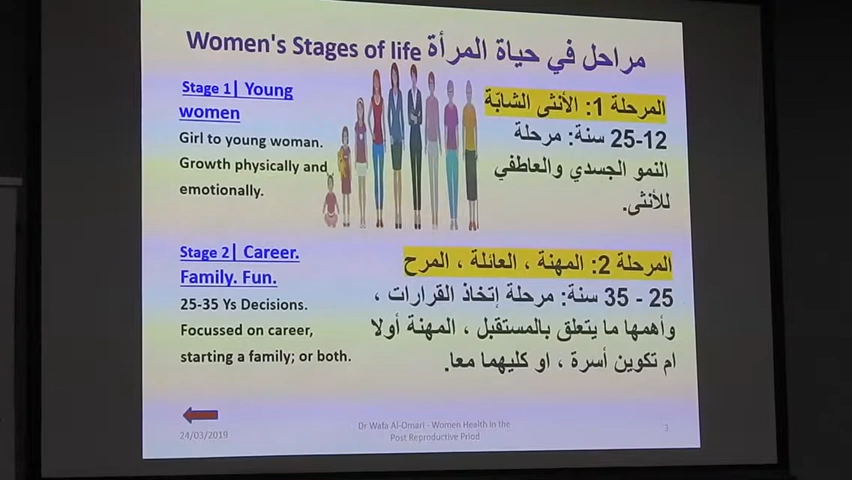 Women's Stages of life مراحل في حياة المرأة
Stage 1| Young
women
Girl to young woman.
Growth physically and
emotionally.
المرحلة 1: الأنثى الشابّة
12-25 سنة: مرحلة
النمو الجسدي والعاطفي
للأنثى.
Stage 2| Career.
Family. Fun.
25-35 Ys Decisions.
Focussed on career,
starting a family; or both.
المرحلة 2: المهنة ، العائلة ، المرح
25 - 35 سنة: مرحلة إتخاذ القرارات ،
وأهمها ما يتعلق بالمستقبل ، المهنة أولا
ام تكوين أسرة ، او كليهما معا.
24/03/2019
Dr Wafa Al-Omari - Women Health in the
Post Reproductive Priod
3